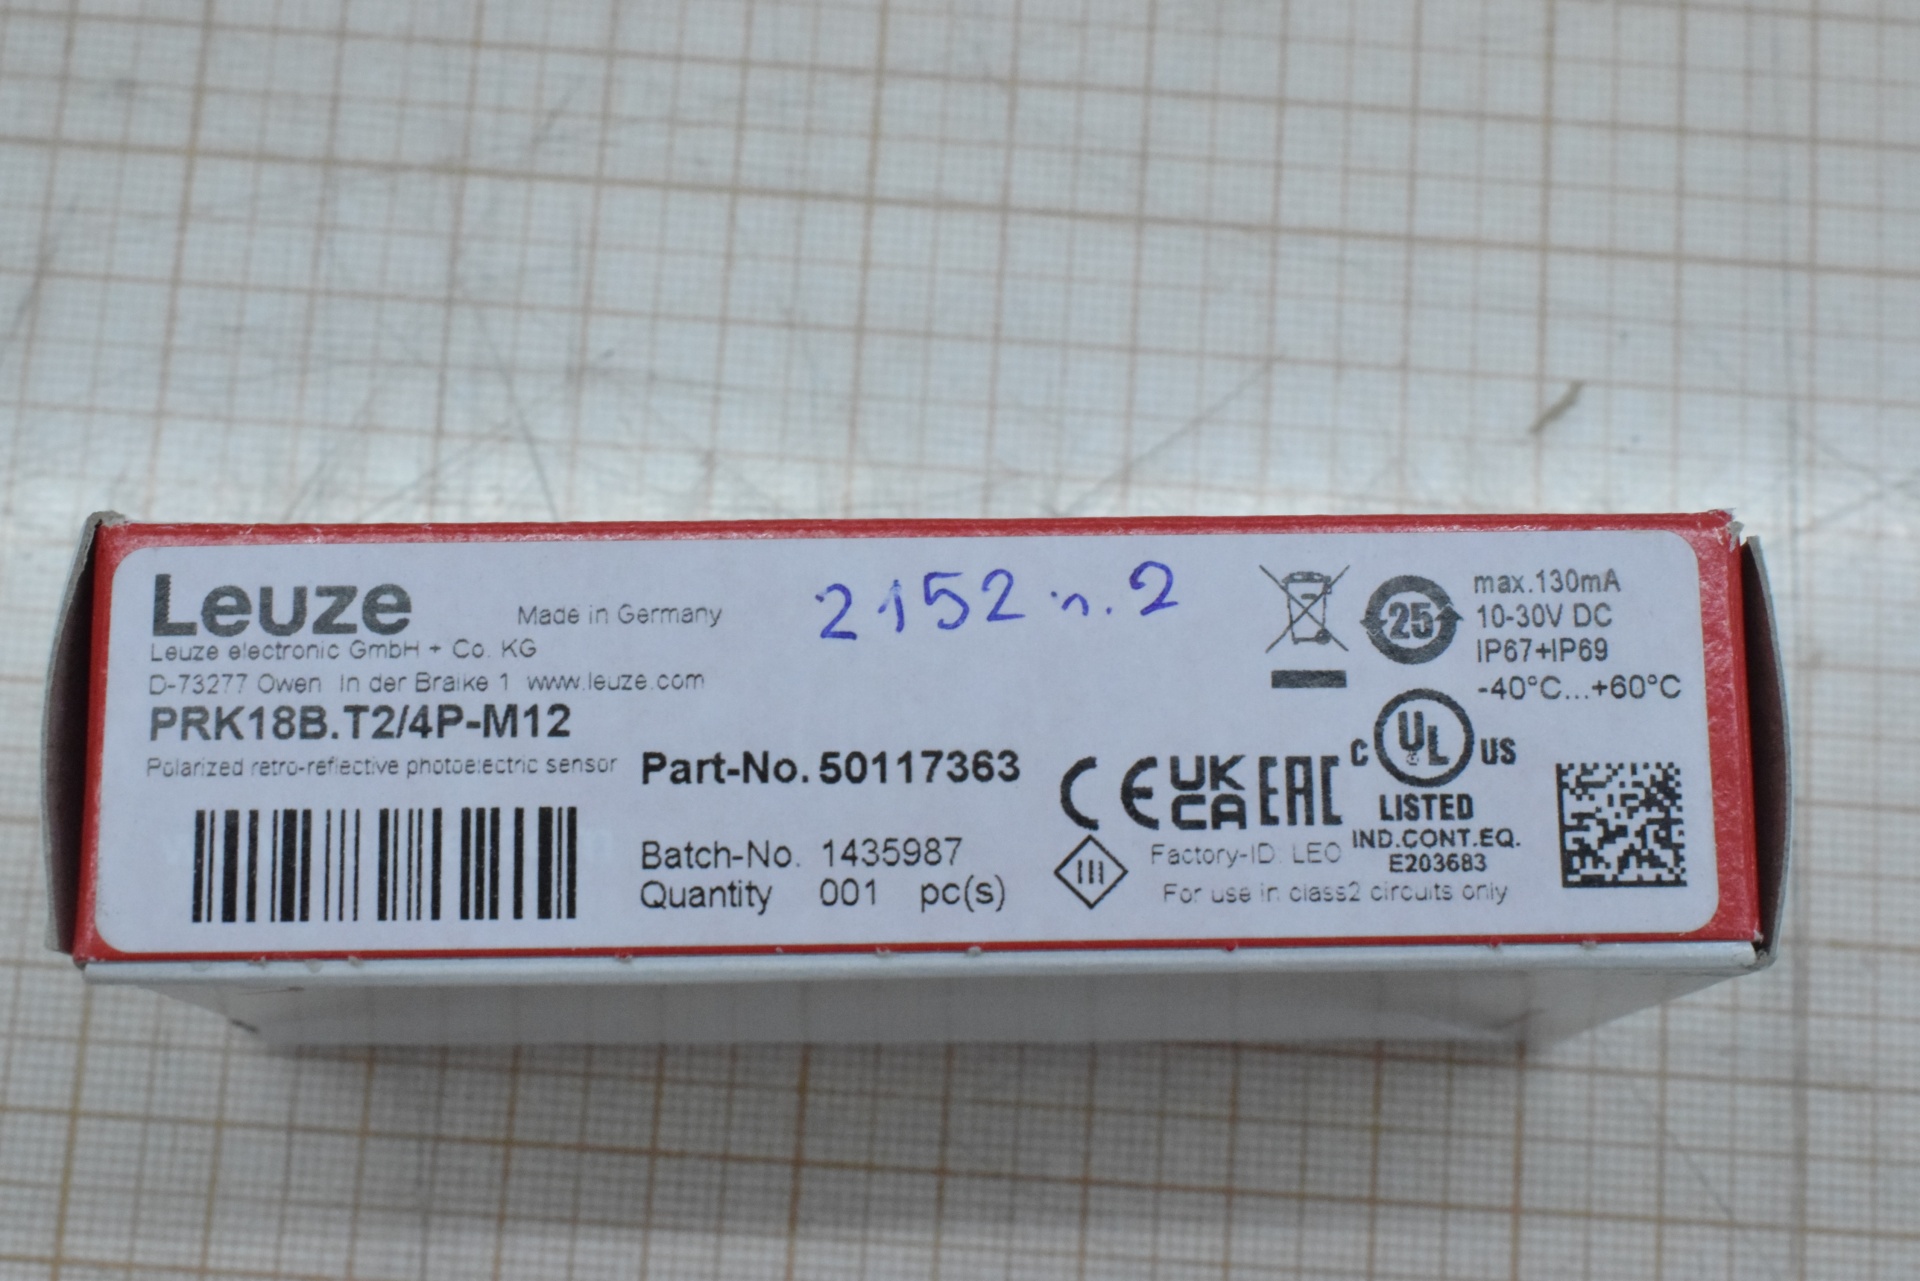 Leuze
Made in Germany
Leuze electronic GmbH + Co. KG
D-73277 Owen In der Braike 1 www.leuze.com
PRK18B.T2/4P-M12
Polarized retro-reflective photoelectric sensor
2152 п.2
Part-No. 50117363
Batch-No. 1435987
Quantity 001 pc(s)
25
max.130mA
10-30V DC
IP67+IP69
-40°C...+60°C
CE UK CA EAC
C UL US
LISTED
IND.CONT.EQ.
E203683
III
Factory-ID: LEO
For use in class2 circuits only